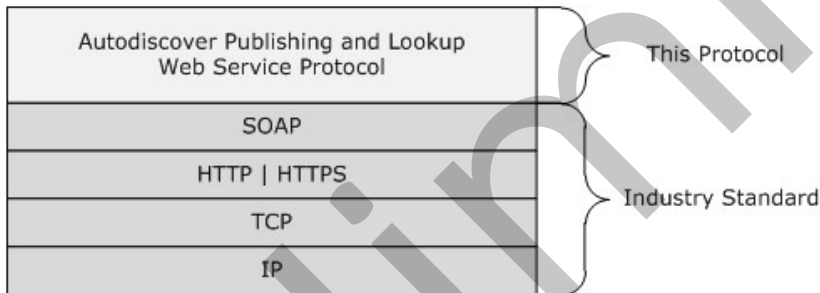 Autodiscover Publishing and Lookup
Web Service Protocol
This Protocol
SOAP
HTTP | HTTPS
TCP
IP
Industry Standard